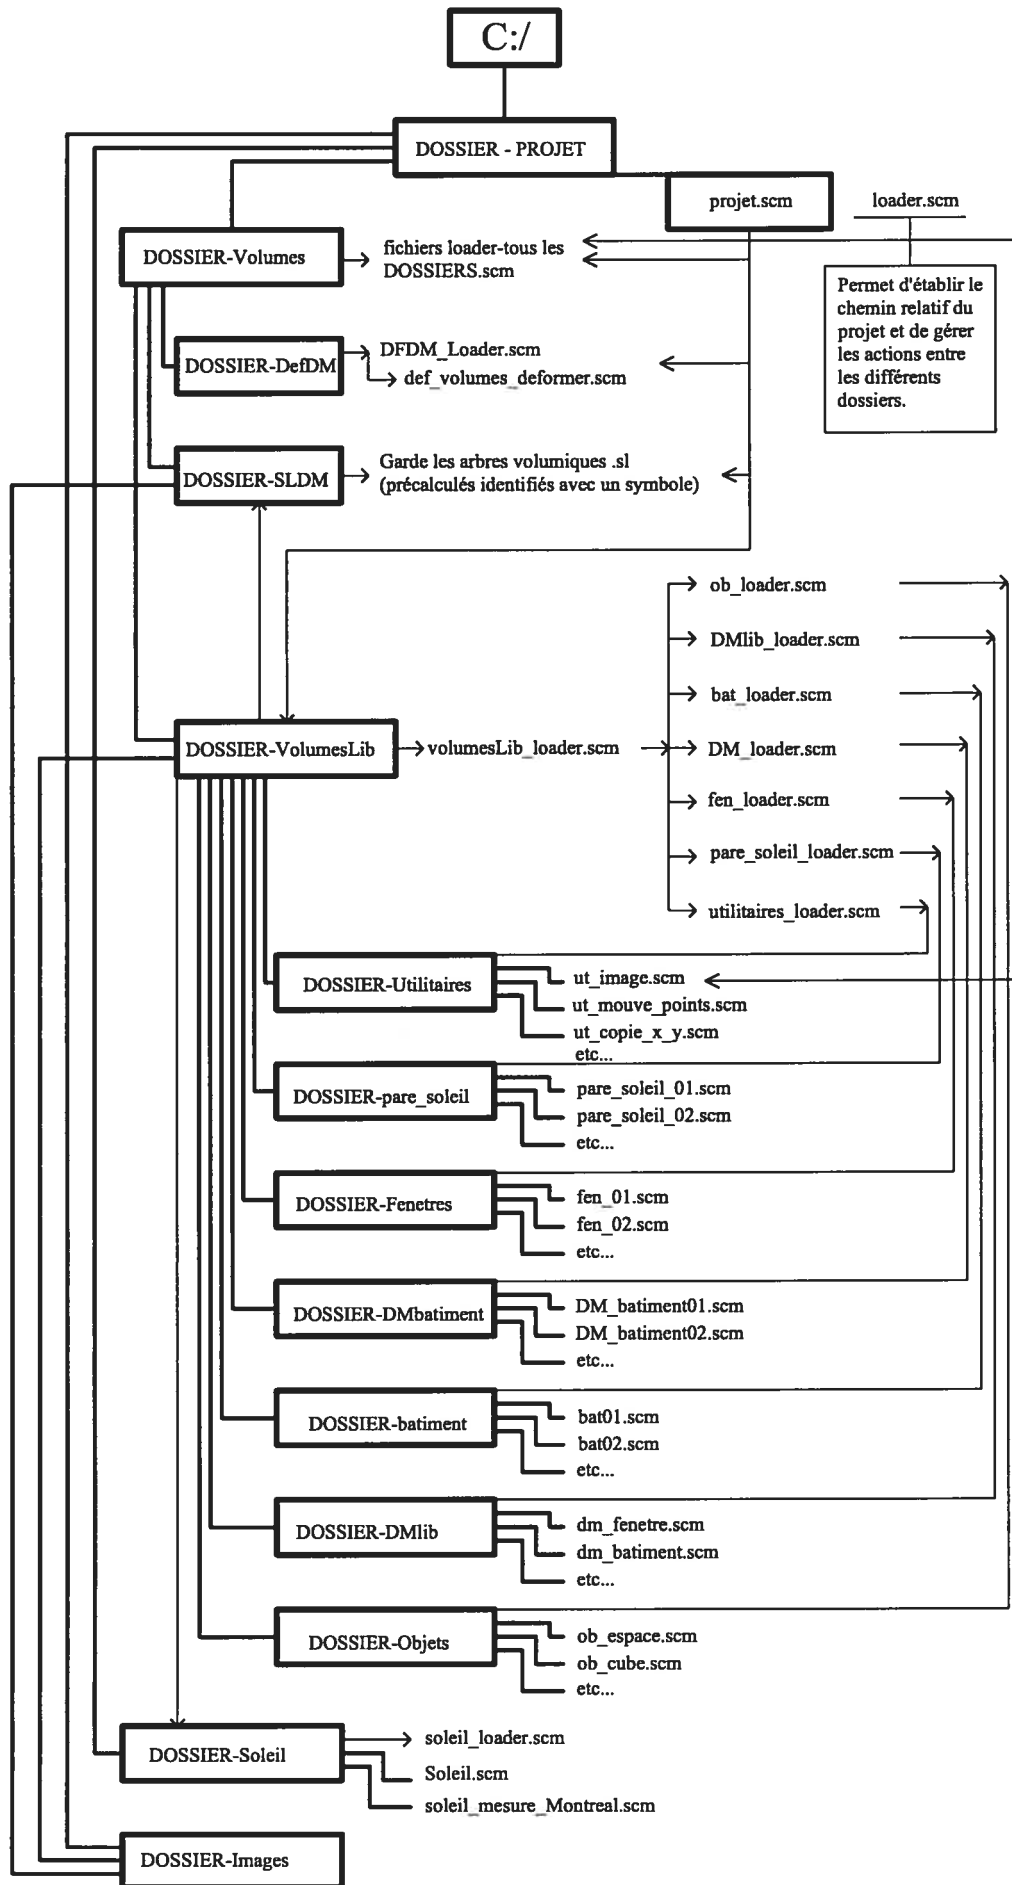 C:/
DOSSIER - PROJET
projet.scm
loader.scm
DOSSIER-Volumes
fichiers loader-tous les
DOSSIERS.scm
Permet d'établir le
chemin relatif du
projet et de gérer
les actions entre
les différents
dossiers.
DOSSIER-DefDM
DFDM_Loader.scm
def_volumes_deformer.scm
DOSSIER-SLDM
Garde les arbres volumiques .sl
(précalculés identifiés avec un symbole)
ob_loader.scm
DMlib_loader.scm
bat_loader.scm
DOSSIER-VolumesLib
volumesLib_loader.scm
DM_loader.scm
fen_loader.scm
pare_soleil_loader.scm
utilitaires_loader.scm
DOSSIER-Utilitaires
ut_image.scm
ut_mouve_points.scm
ut_copie_x_y.scm
etc...
DOSSIER-pare_soleil
pare_soleil_01.scm
pare_soleil_02.scm
etc...
DOSSIER-Fenetres
fen_01.scm
fen_02.scm
etc...
DOSSIER-DMbatiment
DM_batiment01.scm
DM_batiment02.scm
etc...
DOSSIER-batiment
bat01.scm
bat02.scm
etc...
DOSSIER-DMlib
dm_fenetre.scm
dm_batiment.scm
etc...
DOSSIER-Objets
ob_espace.scm
ob_cube.scm
etc...
DOSSIER-Soleil
soleil_loader.scm
Soleil.scm
soleil_mesure_Montreal.scm
DOSSIER-Images